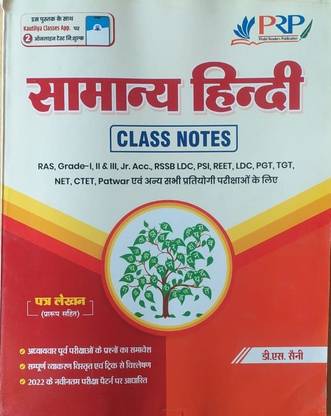 इस पुस्तक के साथ
Kautilya Classes App. पर
2 ऑनलाइन टेस्ट निःशुल्क
PRP
सामान्य हिन्दी
CLASS NOTES
RAS, Grade-I, II & III, Jr. Acc., RSSB LDC, PSI, REET, LDC, PGT, TGT,
NET, CTET, Patwar एवं अन्य सभी प्रतियोगी परीक्षाओं के लिए
पत्र लेखन
(प्रारूप सहित)
अध्यायवार पूर्व परीक्षाओं के प्रश्नों का समावेश
सम्पूर्ण व्याकरण विस्तृत एवं ट्रिक से विश्लेषण
2022 के नवीनतम परीक्षा पैटर्न पर आधारित
डी.एस. सैनी